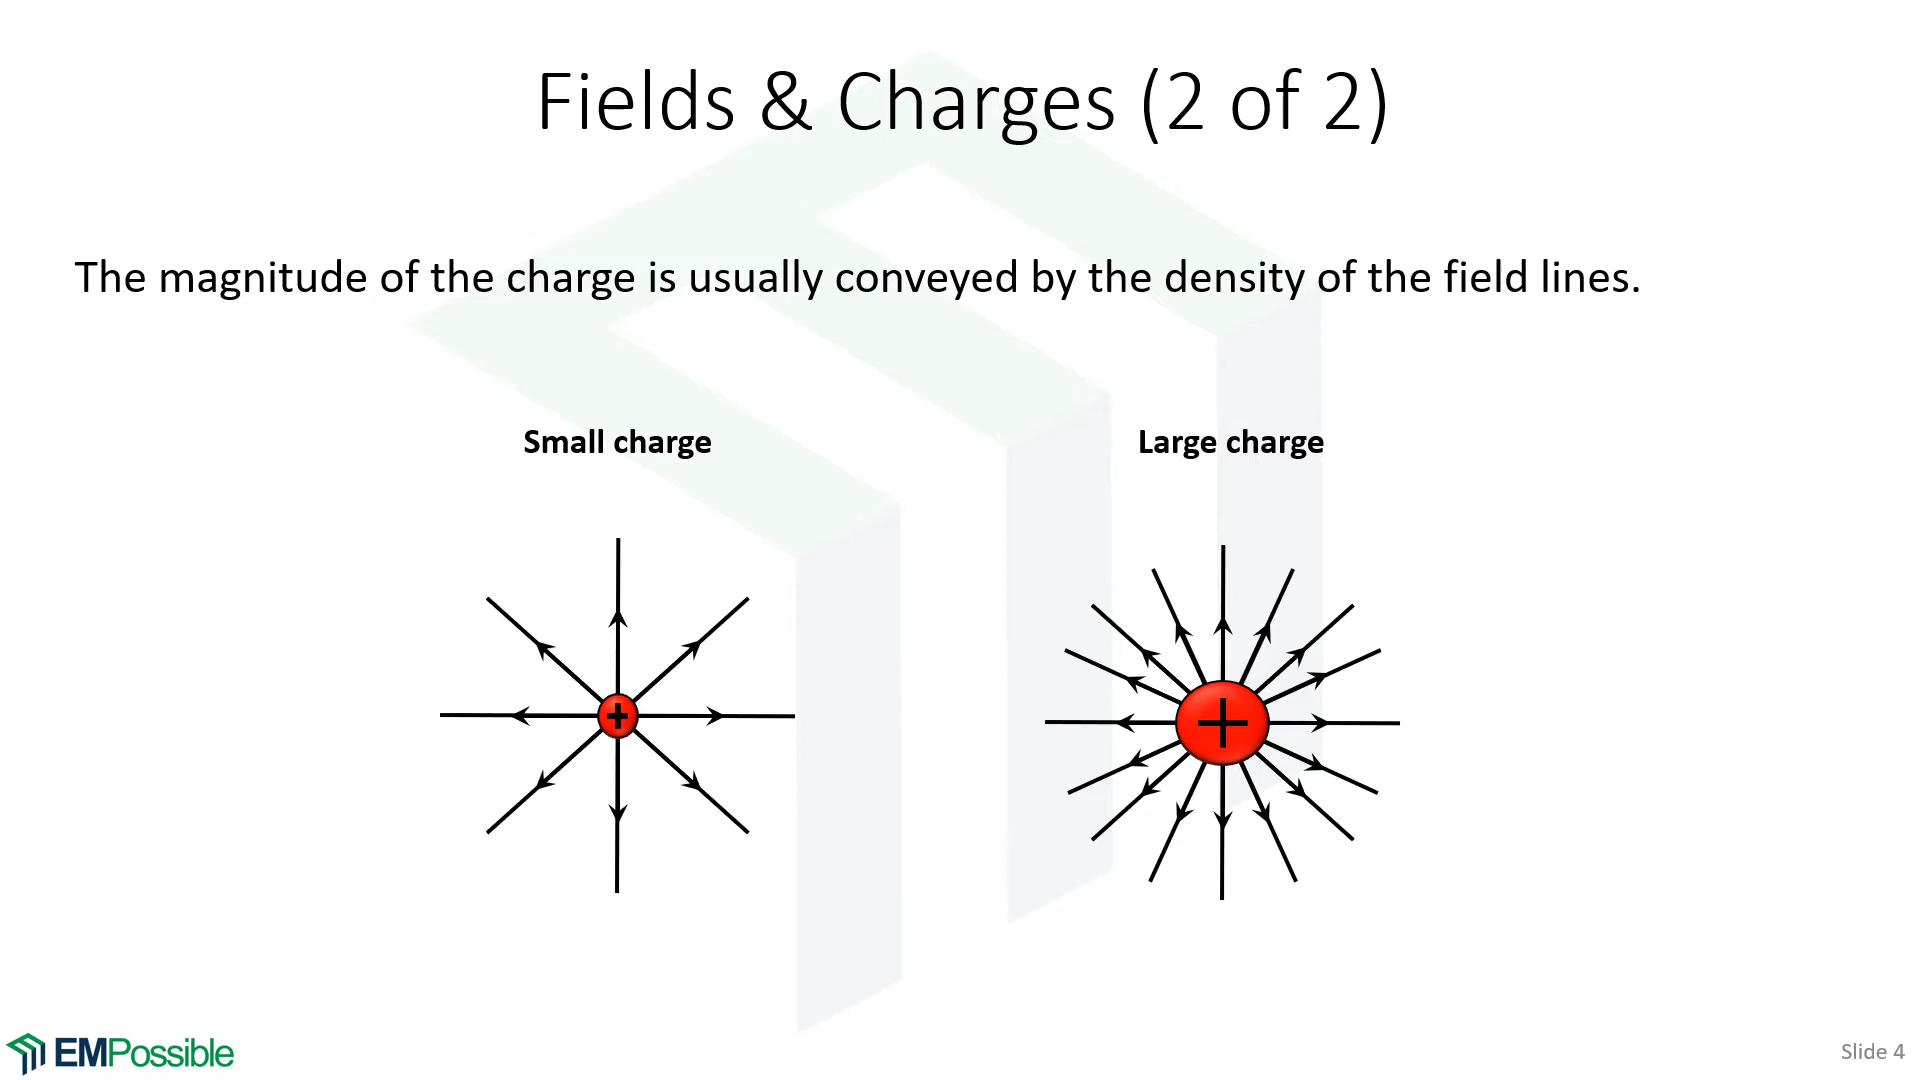 Fields & Charges (2 of 2)
The magnitude of the charge is usually conveyed by the density of the field lines.
Small charge
Large charge
+
+
EMPossible
Slide 4